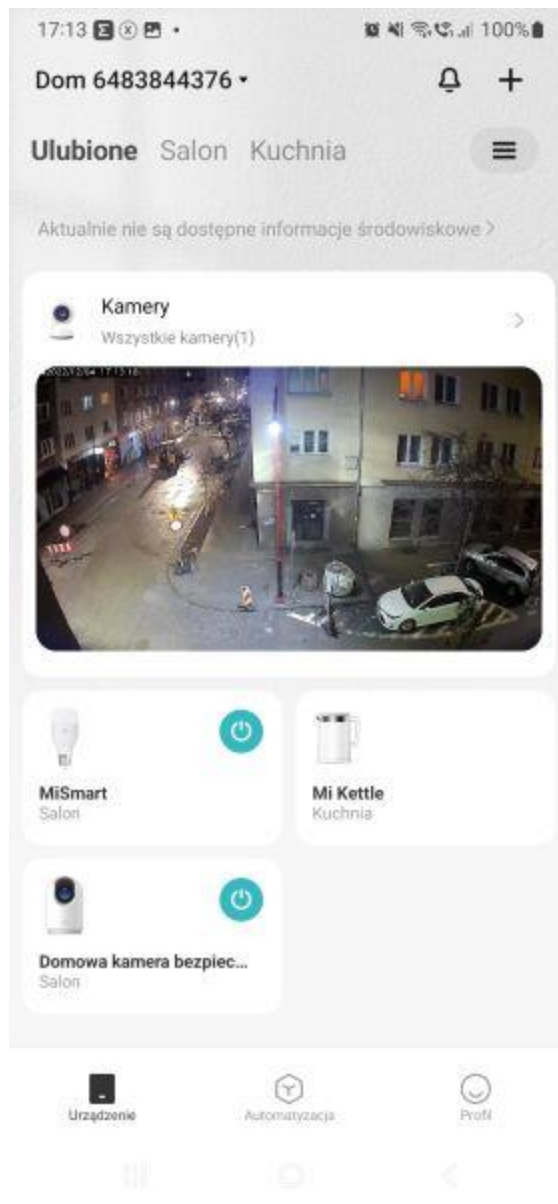 17:13 100%
Dom 6483844376
Ulubione Salon Kuchnia
Aktualnie nie są dostępne informacje środowiskowe >
Kamery
Wszystkie kamery(1)
MiSmart
Salon
Mi Kettle
Kuchnia
Domowa kamera bezpiec...
Salon
Urządzenie Automatyzacja Profil